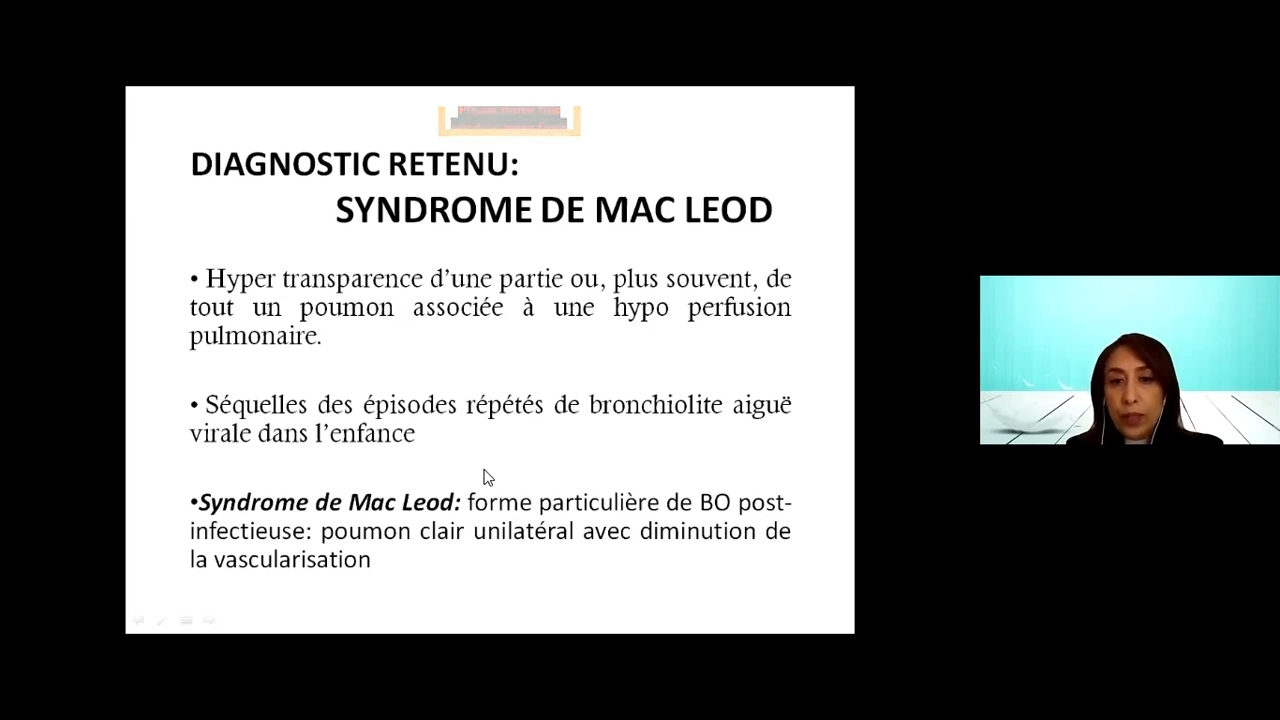 DIAGNOSTIC RETENU:
SYNDROME DE MAC LEOD
• Hyper transparence d’une partie ou, plus souvent, de
tout un poumon associée à une hypo perfusion
pulmonaire.
• Séquelles des épisodes répétés de bronchiolite aiguë
virale dans l’enfance
•Syndrome de Mac Leod: forme particulière de BO post-
infectieuse: poumon clair unilatéral avec diminution de
la vascularisation